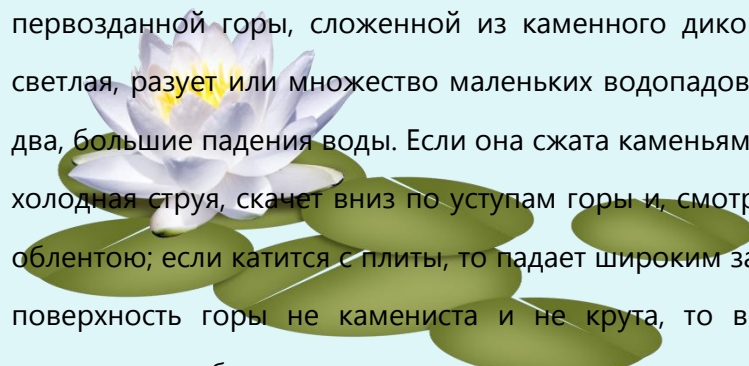 первозданной горы, сложенной из каменного дико
светлая, разует или множество маленьких водопадов
два, большие падения воды. Если она сжата каменьям
холодная струя, скачет вниз по уступам горы и, смотр
облентою; если катится с плиты, то падает широким за
поверхность горы не камениста и не крута, то в